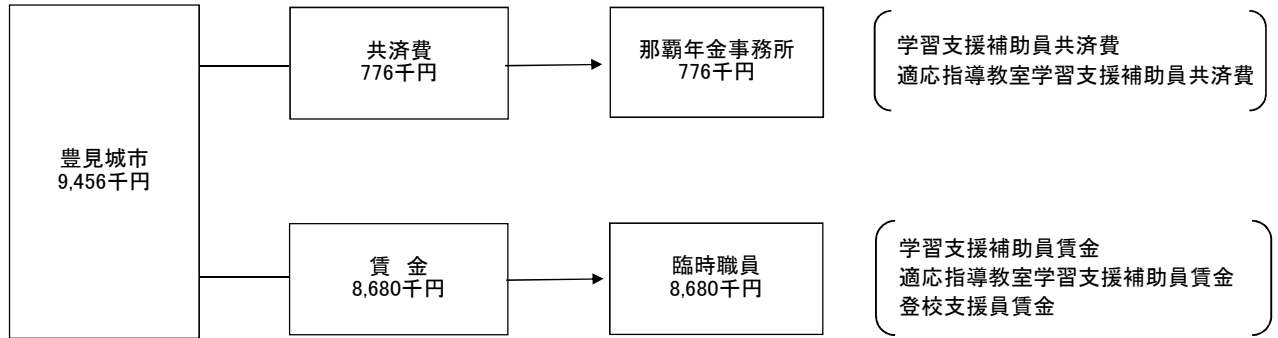 豊見城市
9,456千円
共済費
776千円
那覇年金事務所
776千円
学習支援補助員共済費
適応指導教室学習支援補助員共済費
賃　金
8,680千円
臨時職員
8,680千円
学習支援補助員賃金
適応指導教室学習支援補助員賃金
登校支援員賃金